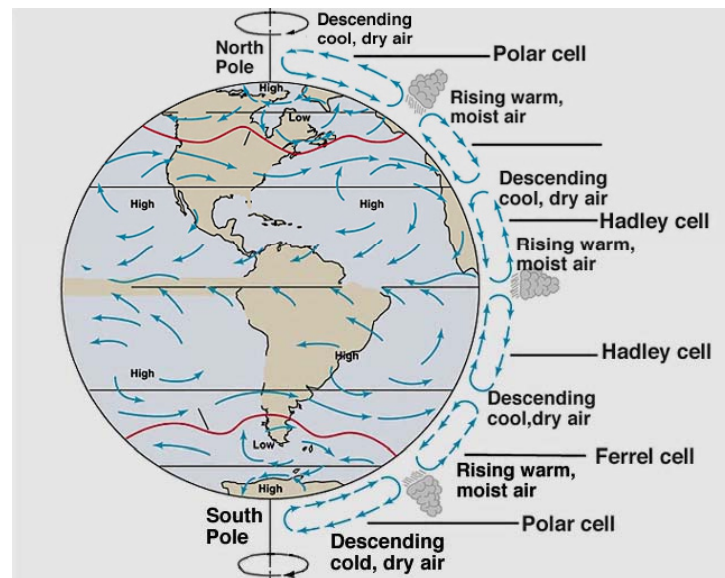 Descending
cool, dry air
North
Pole
Polar cell
High
Rising warm,
moist air
Low
Descending
cool, dry air
High
High
Hadley cell
Rising warm,
moist air
High
High
Hadley cell
Descending
cool,dry air
Low
Ferrel cell
Rising warm,
moist air
High
South
Pole
Polar cell
Descending
cold, dry air